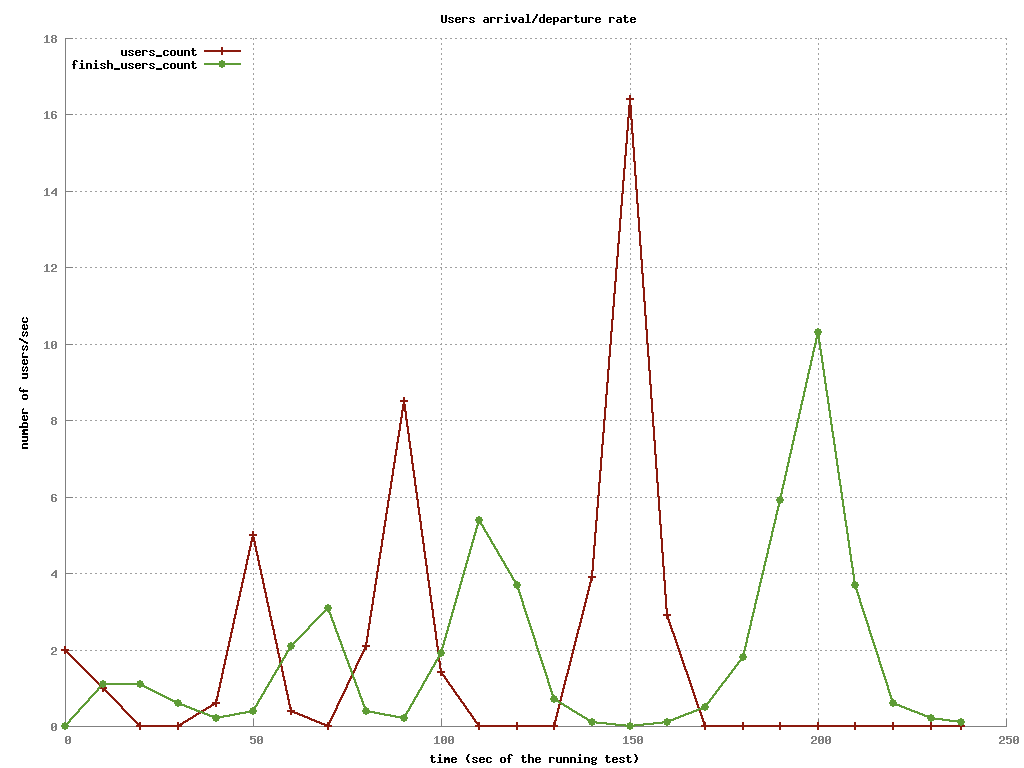 Users arrival/departure rate
users_count
finish_users_count
18
16
14
12
10
8
6
4
2
0
number of users/sec
0 50 100 150 200 250
time (sec of the running test)